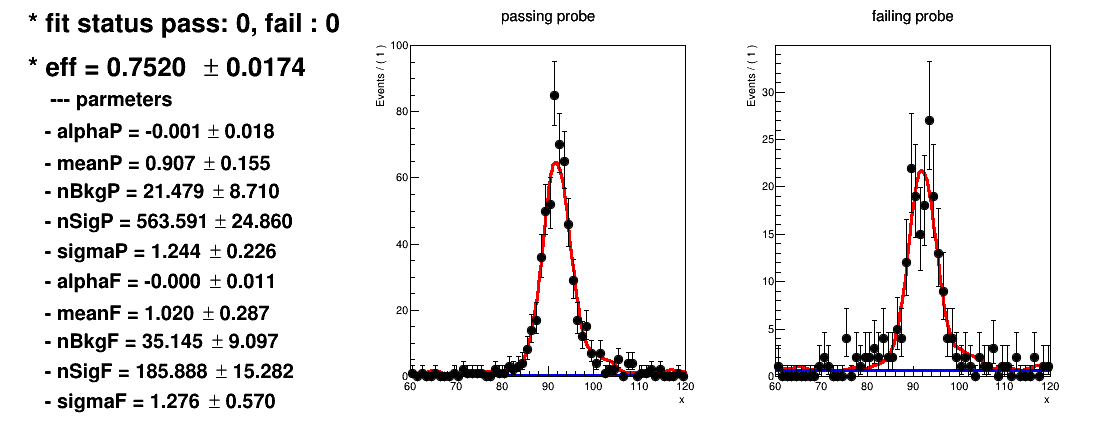 * fit status pass: 0, fail : 0
* eff = 0.7520 ± 0.0174
--- parmeters
- alphaP = -0.001 ± 0.018
- meanP = 0.907 ± 0.155
- nBkgP = 21.479 ± 8.710
- nSigP = 563.591 ± 24.860
- sigmaP = 1.244 ± 0.226
- alphaF = -0.000 ± 0.011
- meanF = 1.020 ± 0.287
- nBkgF = 35.145 ± 9.097
- nSigF = 185.888 ± 15.282
- sigmaF = 1.276 ± 0.570
passing probe
Events / ( 1 )
100
80
60
40
20
0
60 70 80 90 100 110 120
x
failing probe
Events / ( 1 )
30
25
20
15
10
5
0
60 70 80 90 100 110 120
x